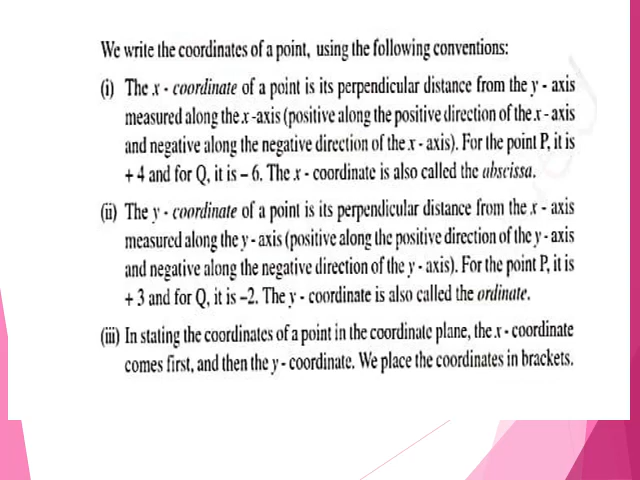 We write the coordinates of a point, using the following conventions:
(i) The x - coordinate of a point is its perpendicular distance from the y - axis
measured along the x -axis (positive along the positive direction of the x - axis
and negative along the negative direction of the x - axis). For the point P, it is
+ 4 and for Q, it is – 6. The x - coordinate is also called the abscissa.
(ii) The y - coordinate of a point is its perpendicular distance from the x - axis
measured along the y - axis (positive along the positive direction of the y - axis
and negative along the negative direction of the y - axis). For the point P, it is
+ 3 and for Q, it is –2. The y - coordinate is also called the ordinate.
(iii) In stating the coordinates of a point in the coordinate plane, the x - coordinate
comes first, and then the y - coordinate. We place the coordinates in brackets.